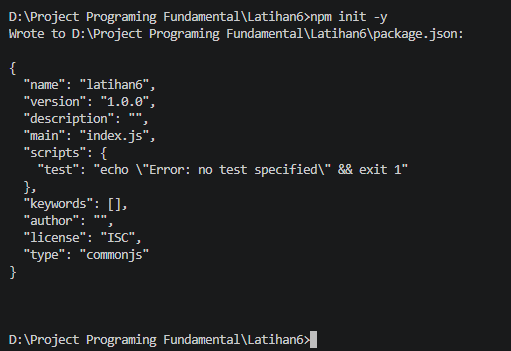 D:\Project Programing Fundamental\Latihan6>npm init -y
Wrote to D:\Project Programing Fundamental\Latihan6\package.json:
{
  "name": "latihan6",
  "version": "1.0.0",
  "description": "",
  "main": "index.js",
  "scripts": {
    "test": "echo \"Error: no test specified\" && exit 1"
  },
  "keywords": [],
  "author": "",
  "license": "ISC",
  "type": "commonjs"
}
D:\Project Programing Fundamental\Latihan6>